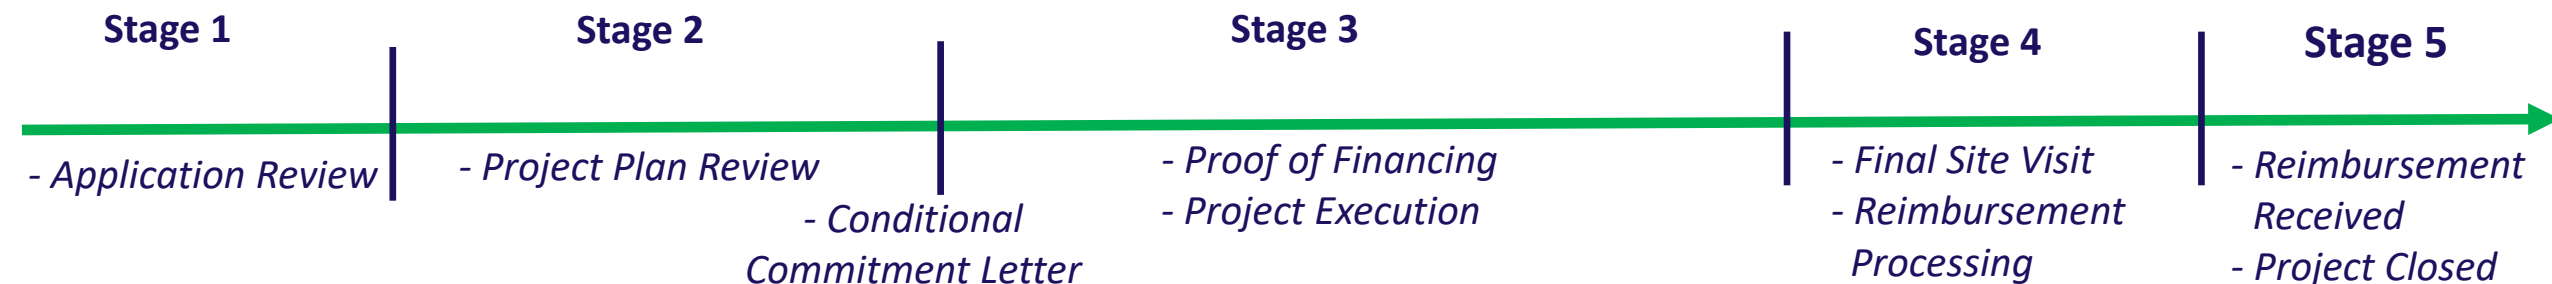 Stage 1
Stage 2
Stage 3
Stage 4
Stage 5
- Application Review
- Project Plan Review
- Conditional
Commitment Letter
- Proof of Financing
- Project Execution
- Final Site Visit
- Reimbursement
Processing
- Reimbursement
Received
- Project Closed